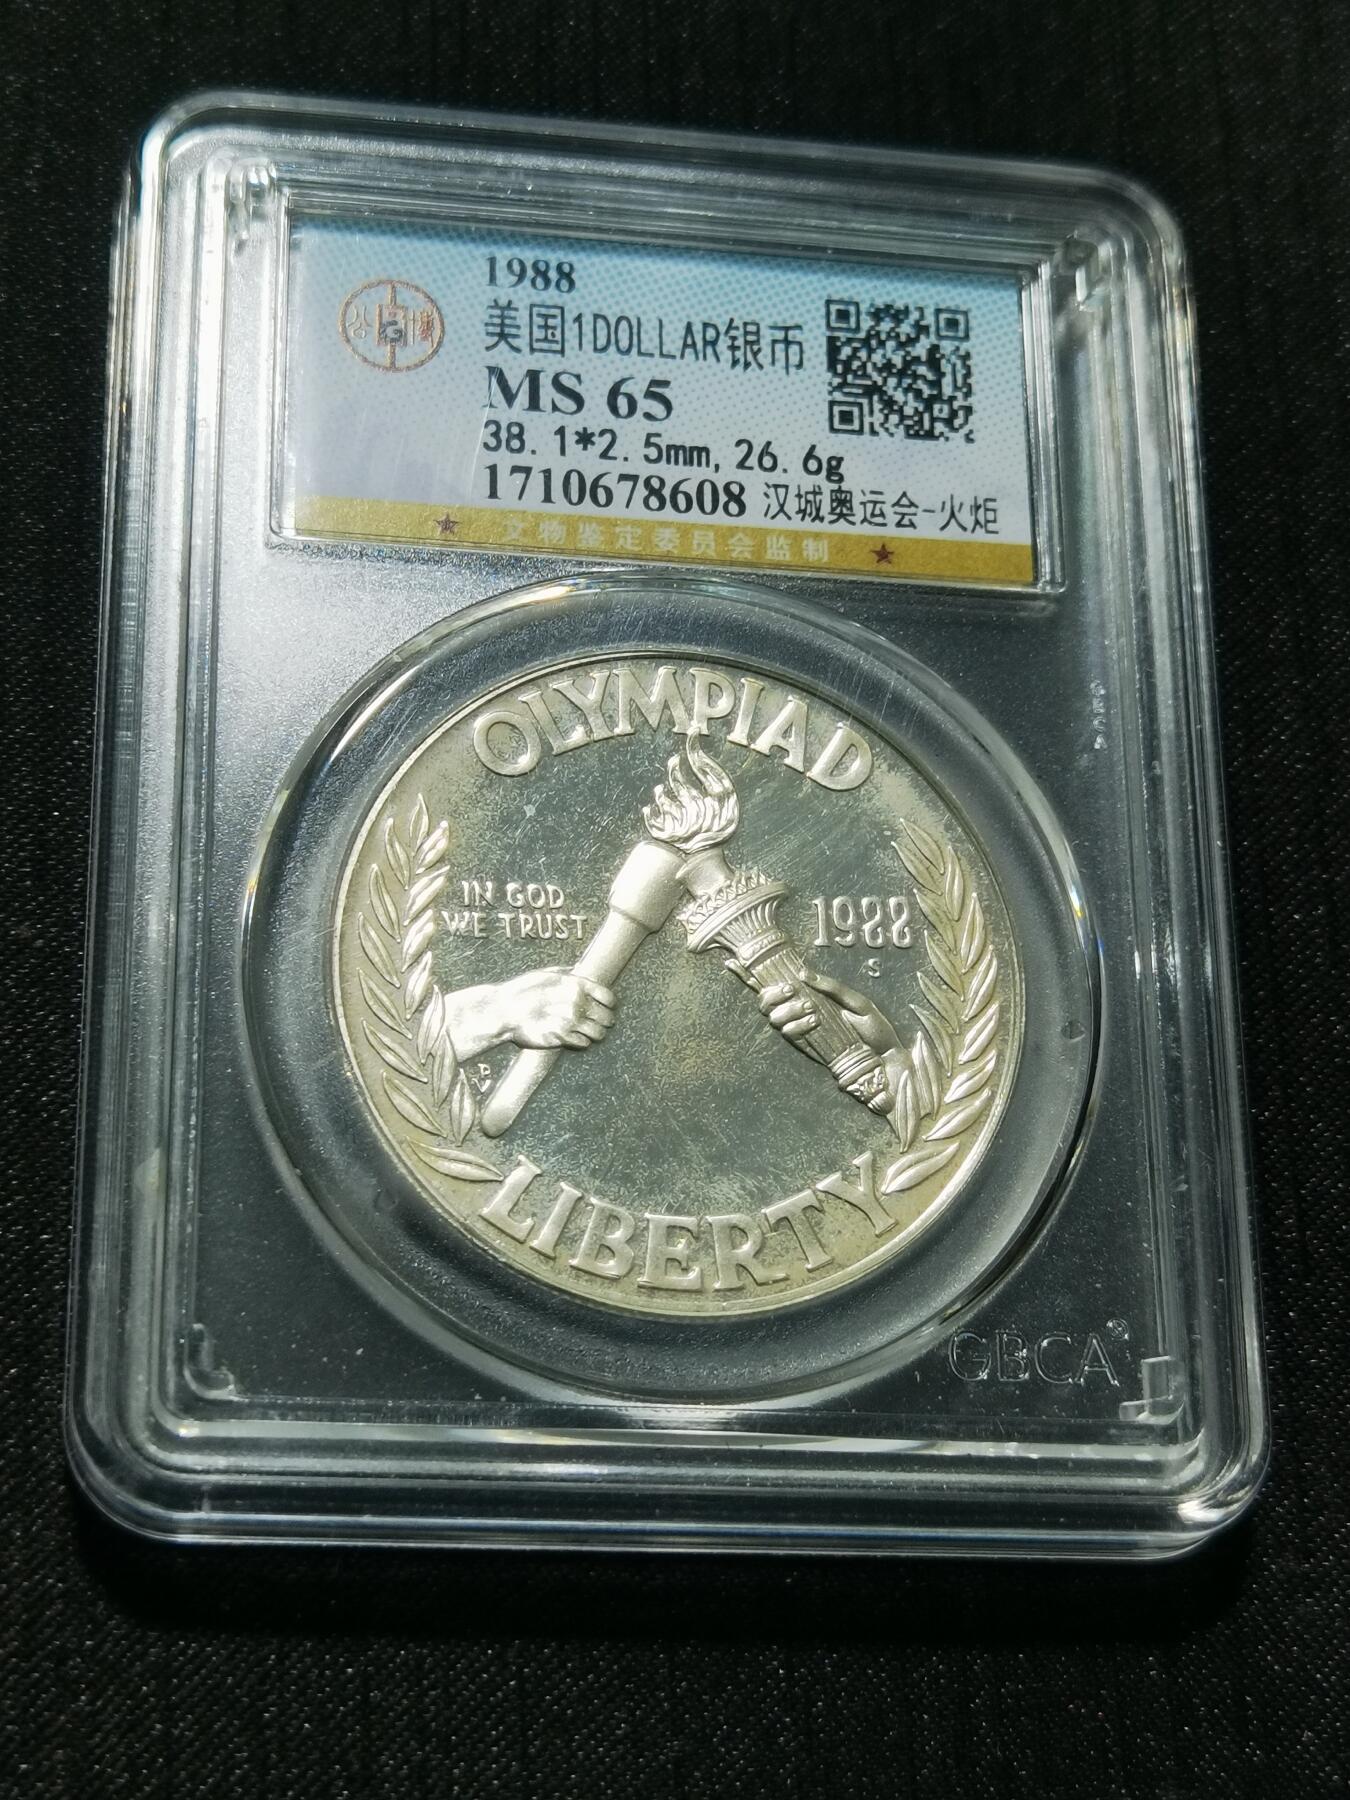 1988
美国1DOLLAR银币
MS 65
38.1*2.5mm,26.6g
1710678608 汉城奥运会-火炬
★ 文物鉴定委员会监制 ★
公博
OLYMPIAD
IN GOD
WE TRUST
1988
S
LIBERTY
GBCA®